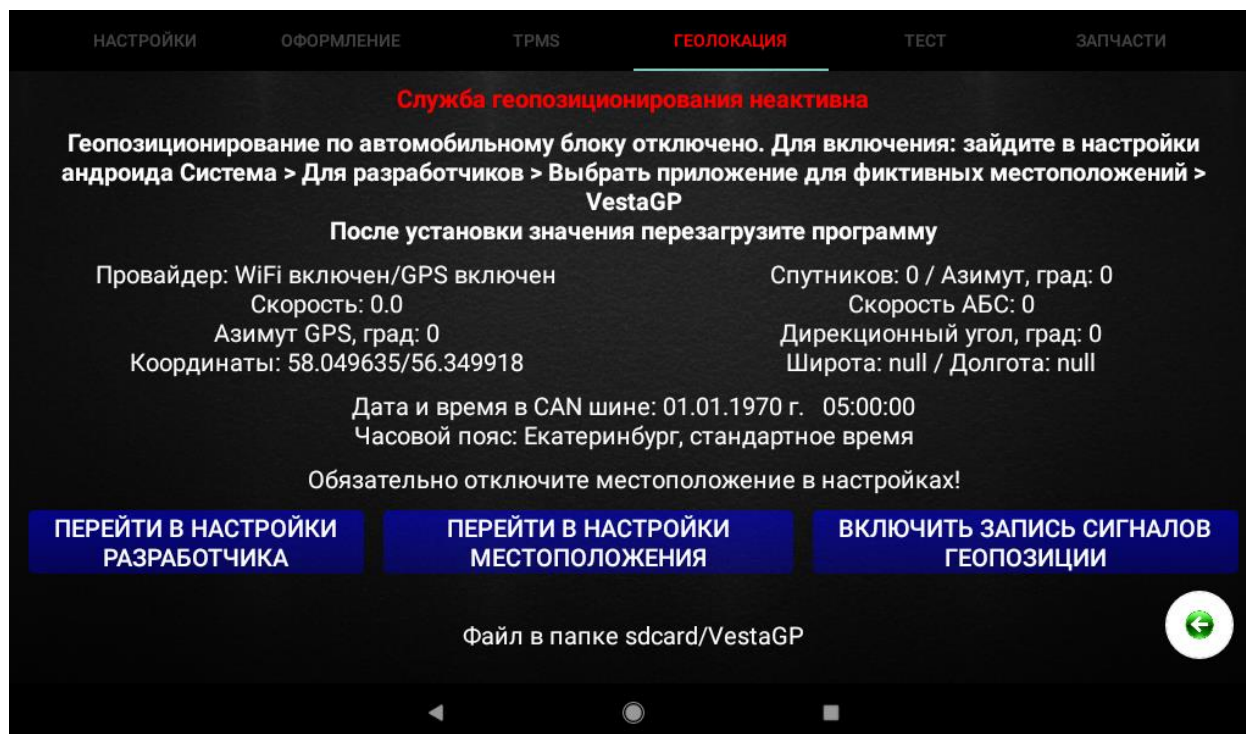 НАСТРОЙКИ ОФОРМЛЕНИЕ TPMS ГЕОЛОКАЦИЯ ТЕСТ ЗАПЧАСТИ
Служба геопозиционирования неактивна
Геопозиционирование по автомобильному блоку отключено. Для включения: зайдите в настройки
андроида Система > Для разработчиков > Выбрать приложение для фиктивных местоположений >
VestaGP
После установки значения перезагрузите программу
Провайдер: WiFi включен/GPS включен
Скорость: 0.0
Азимут GPS, град: 0
Координаты: 58.049635/56.349918
Спутников: 0 / Азимут, град: 0
Скорость АБС: 0
Дирекционный угол, град: 0
Широта: null / Долгота: null
Дата и время в CAN шине: 01.01.1970 г. 05:00:00
Часовой пояс: Екатеринбург, стандартное время
Обязательно отключите местоположение в настройках!
ПЕРЕЙТИ В НАСТРОЙКИ
РАЗРАБОТЧИКА
ПЕРЕЙТИ В НАСТРОЙКИ
МЕСТОПОЛОЖЕНИЯ
ВКЛЮЧИТЬ ЗАПИСЬ СИГНАЛОВ
ГЕОПОЗИЦИИ
Файл в папке sdcard/VestaGP